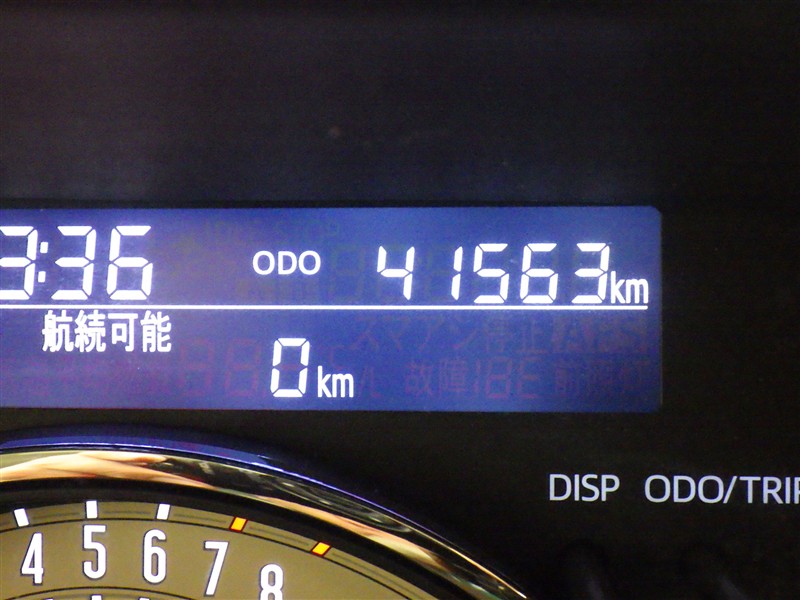 3:36 ODO 41563km
航続可能
0km
DISP ODO/TRIP
4 5 6 7 8